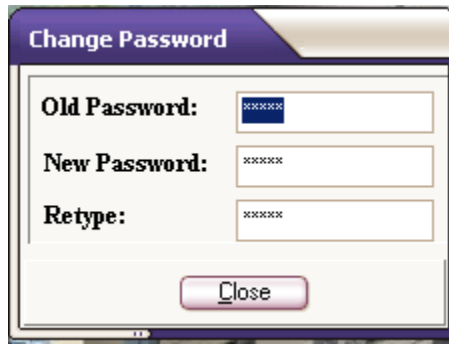 Change Password
Old Password: *****
New Password: *****
Retype: *****
Close